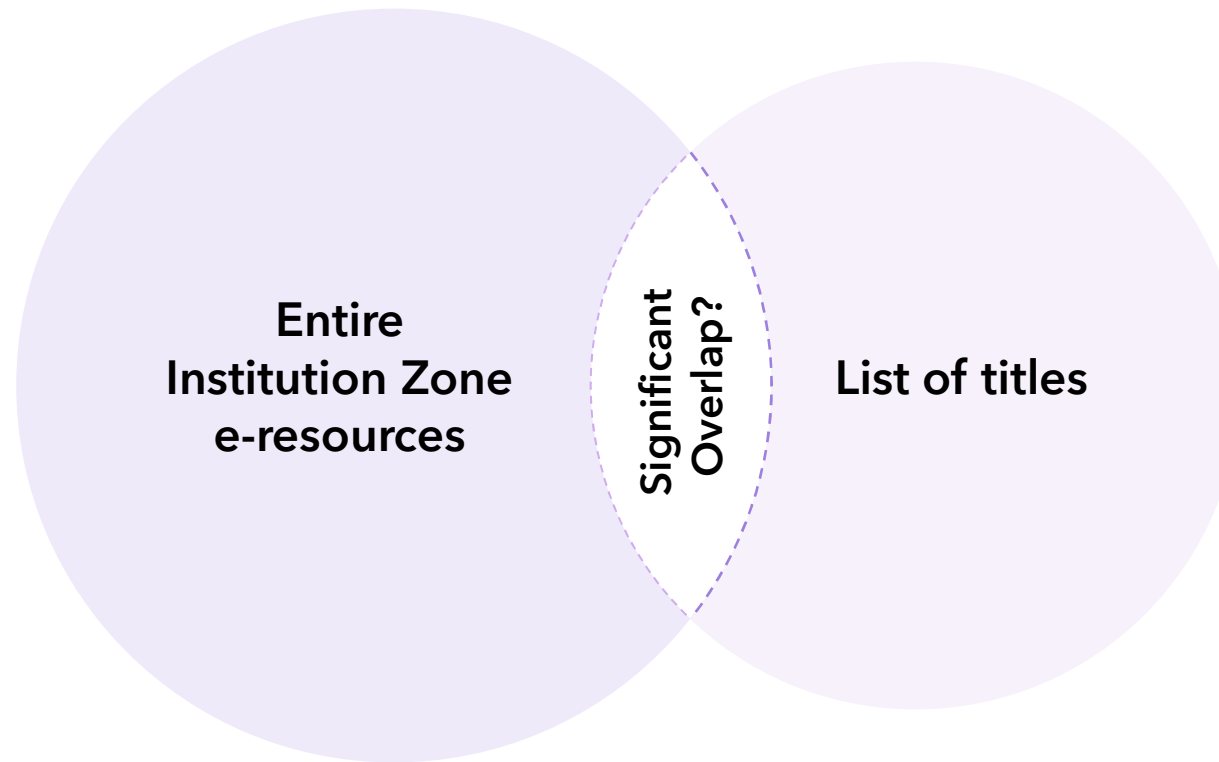 Entire
Institution Zone
e-resources
Significant
Overlap?
List of titles